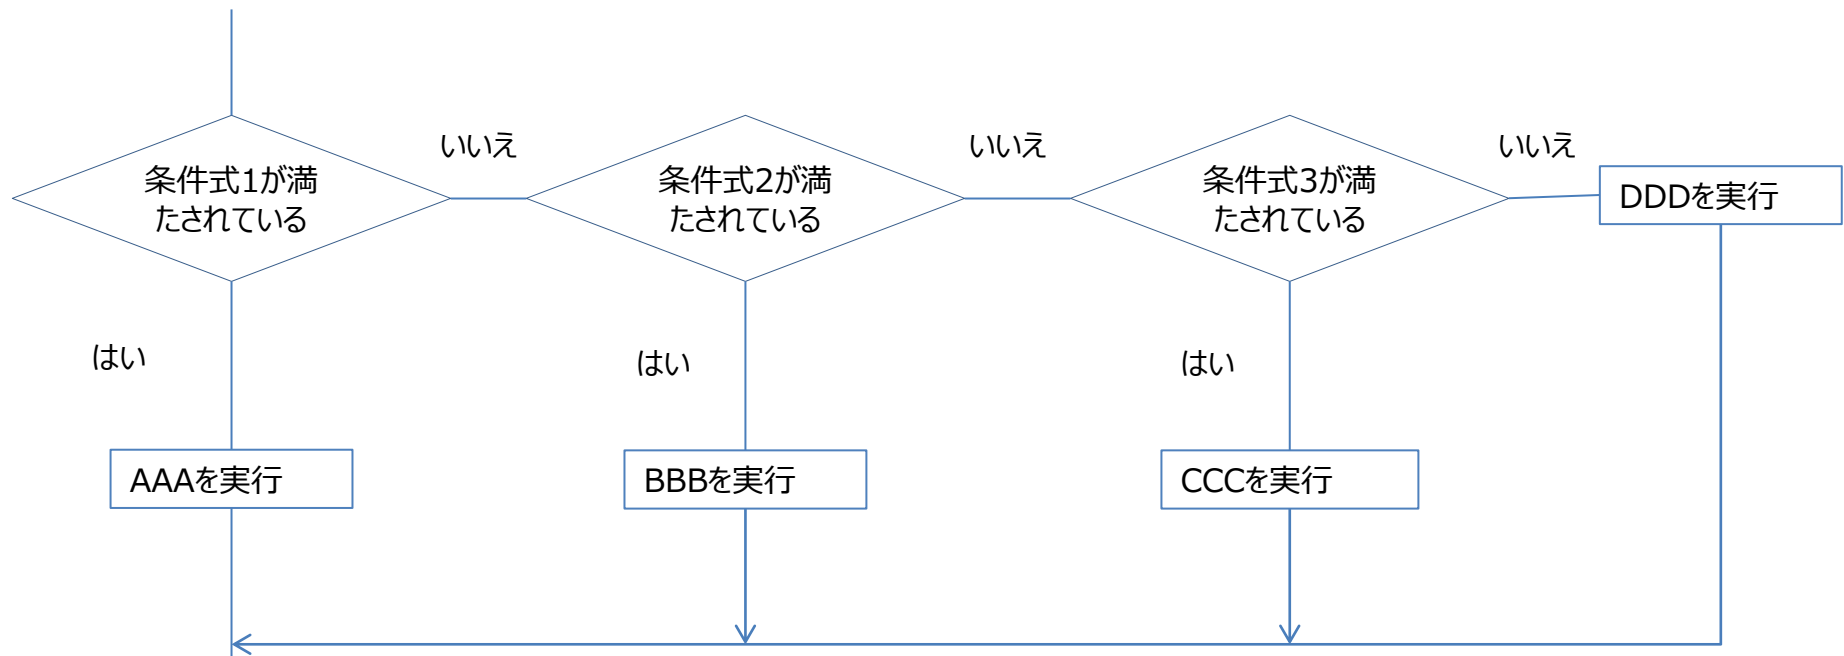 いいえ
いいえ
いいえ
条件式1が満
たされている
条件式2が満
たされている
条件式3が満
たされている
DDDを実行
はい
はい
はい
AAAを実行
BBBを実行
CCCを実行